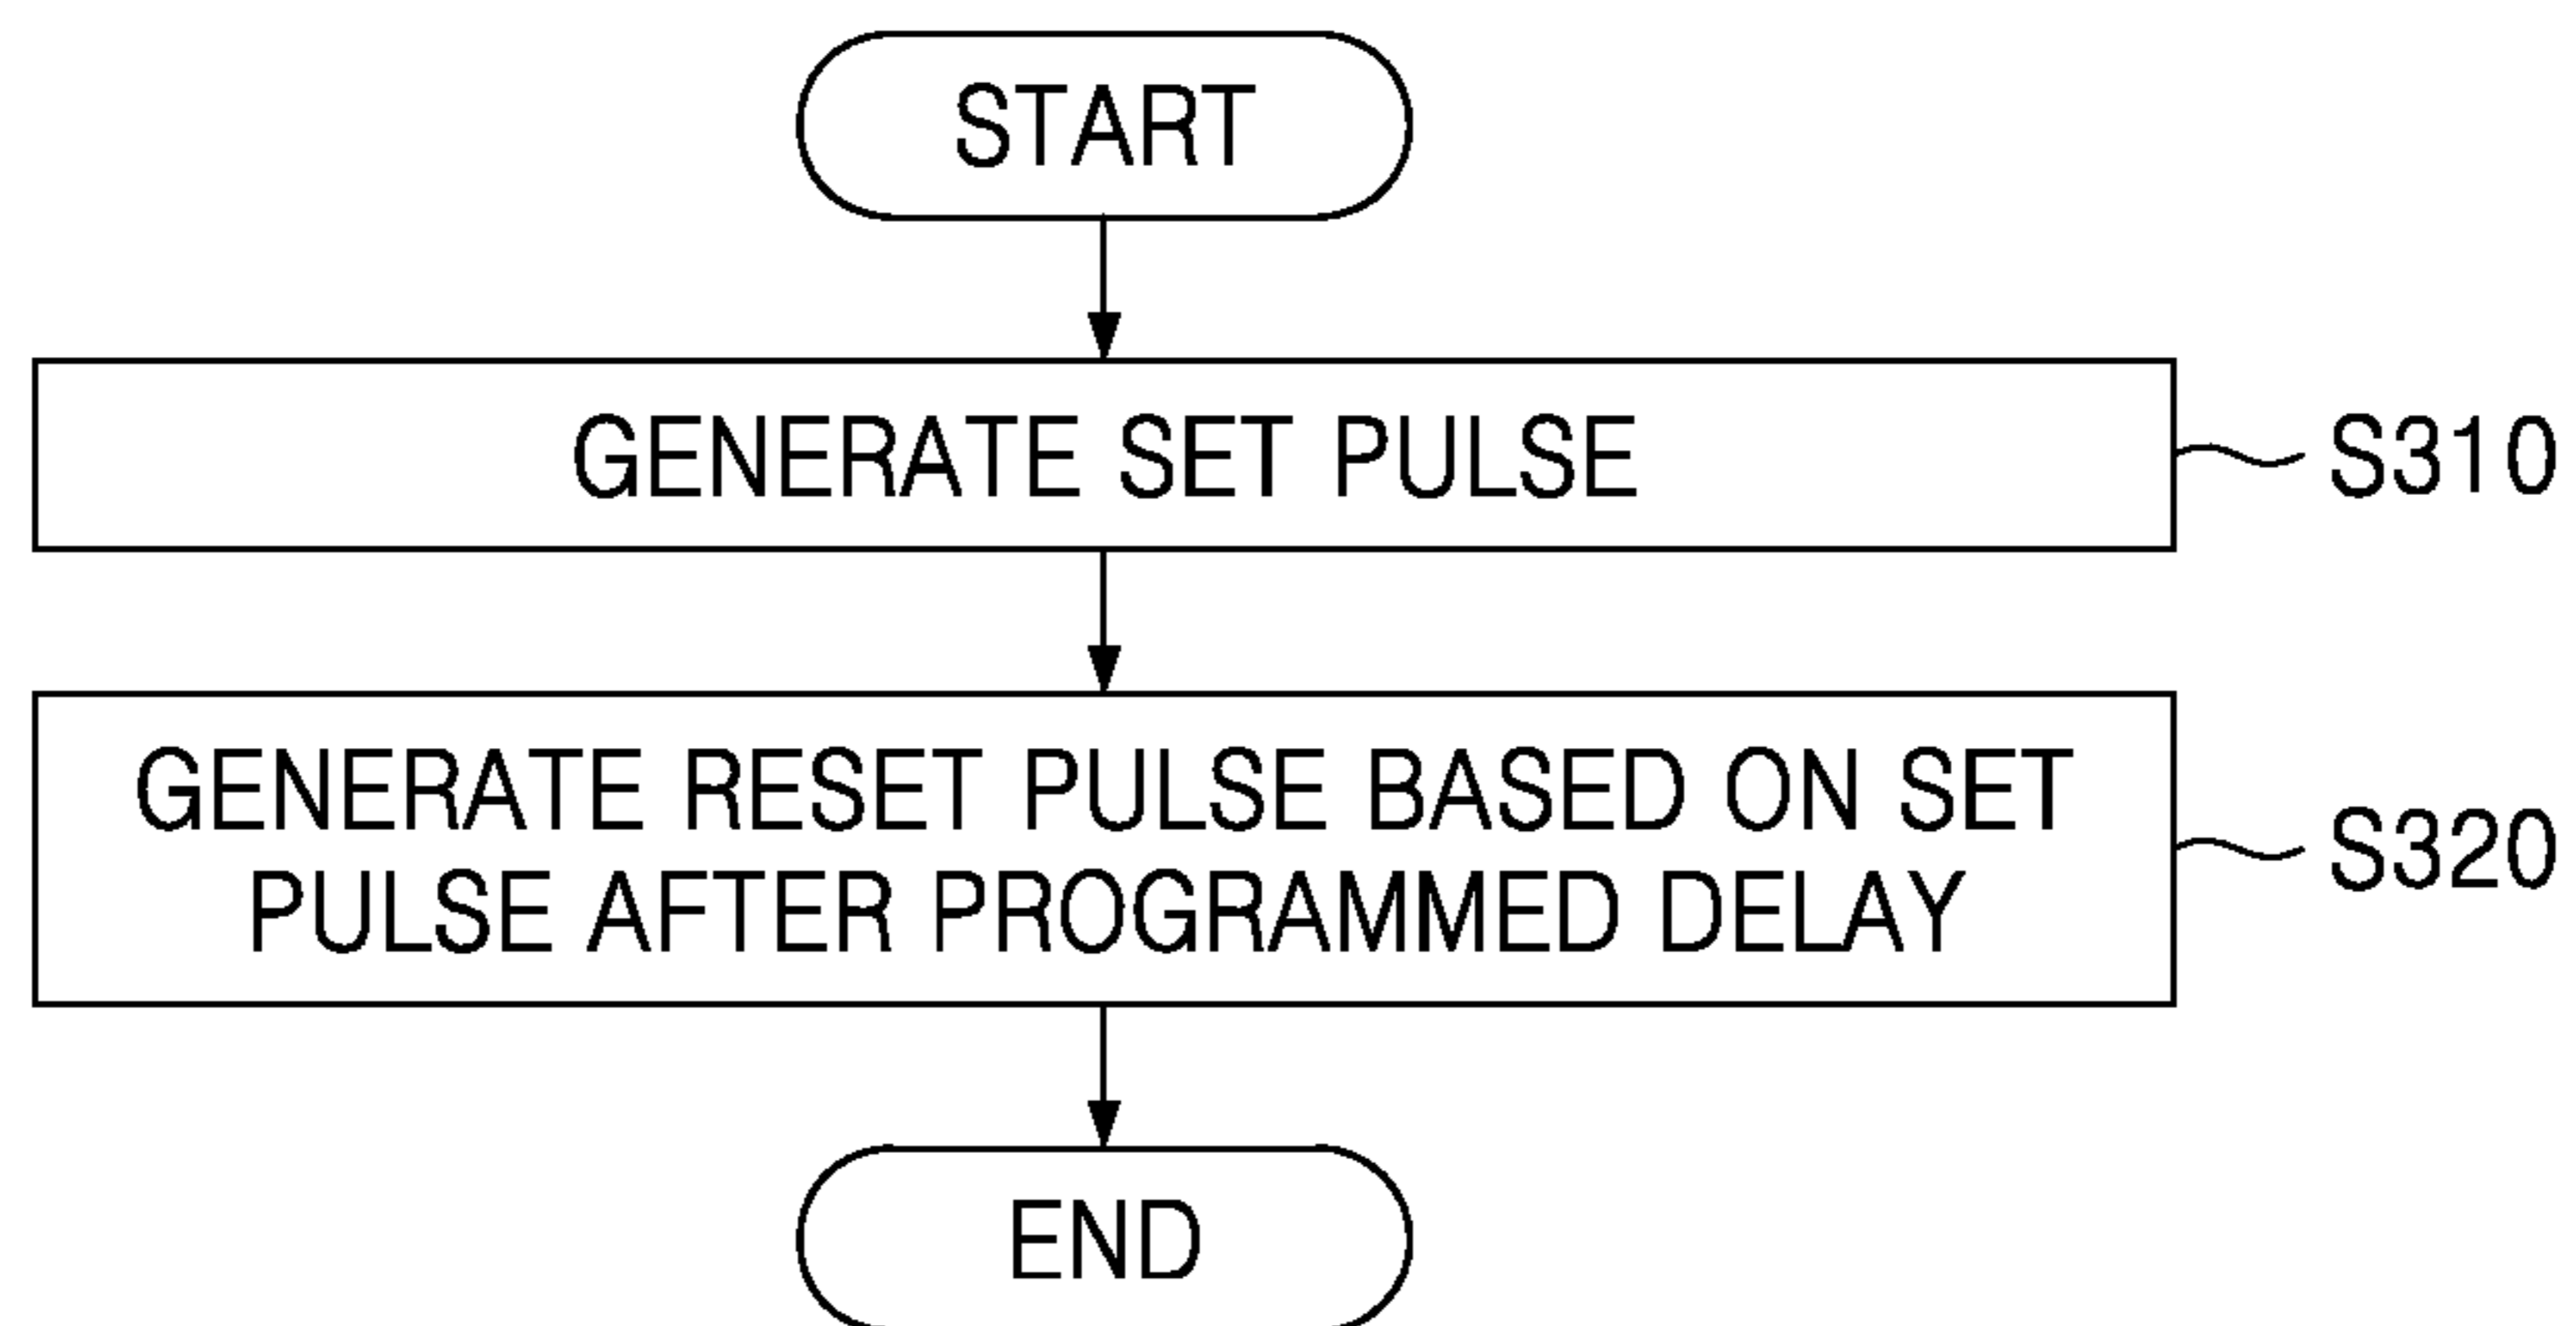 START
GENERATE SET PULSE
S310
GENERATE RESET PULSE BASED ON SET
PULSE AFTER PROGRAMMED DELAY
S320
END